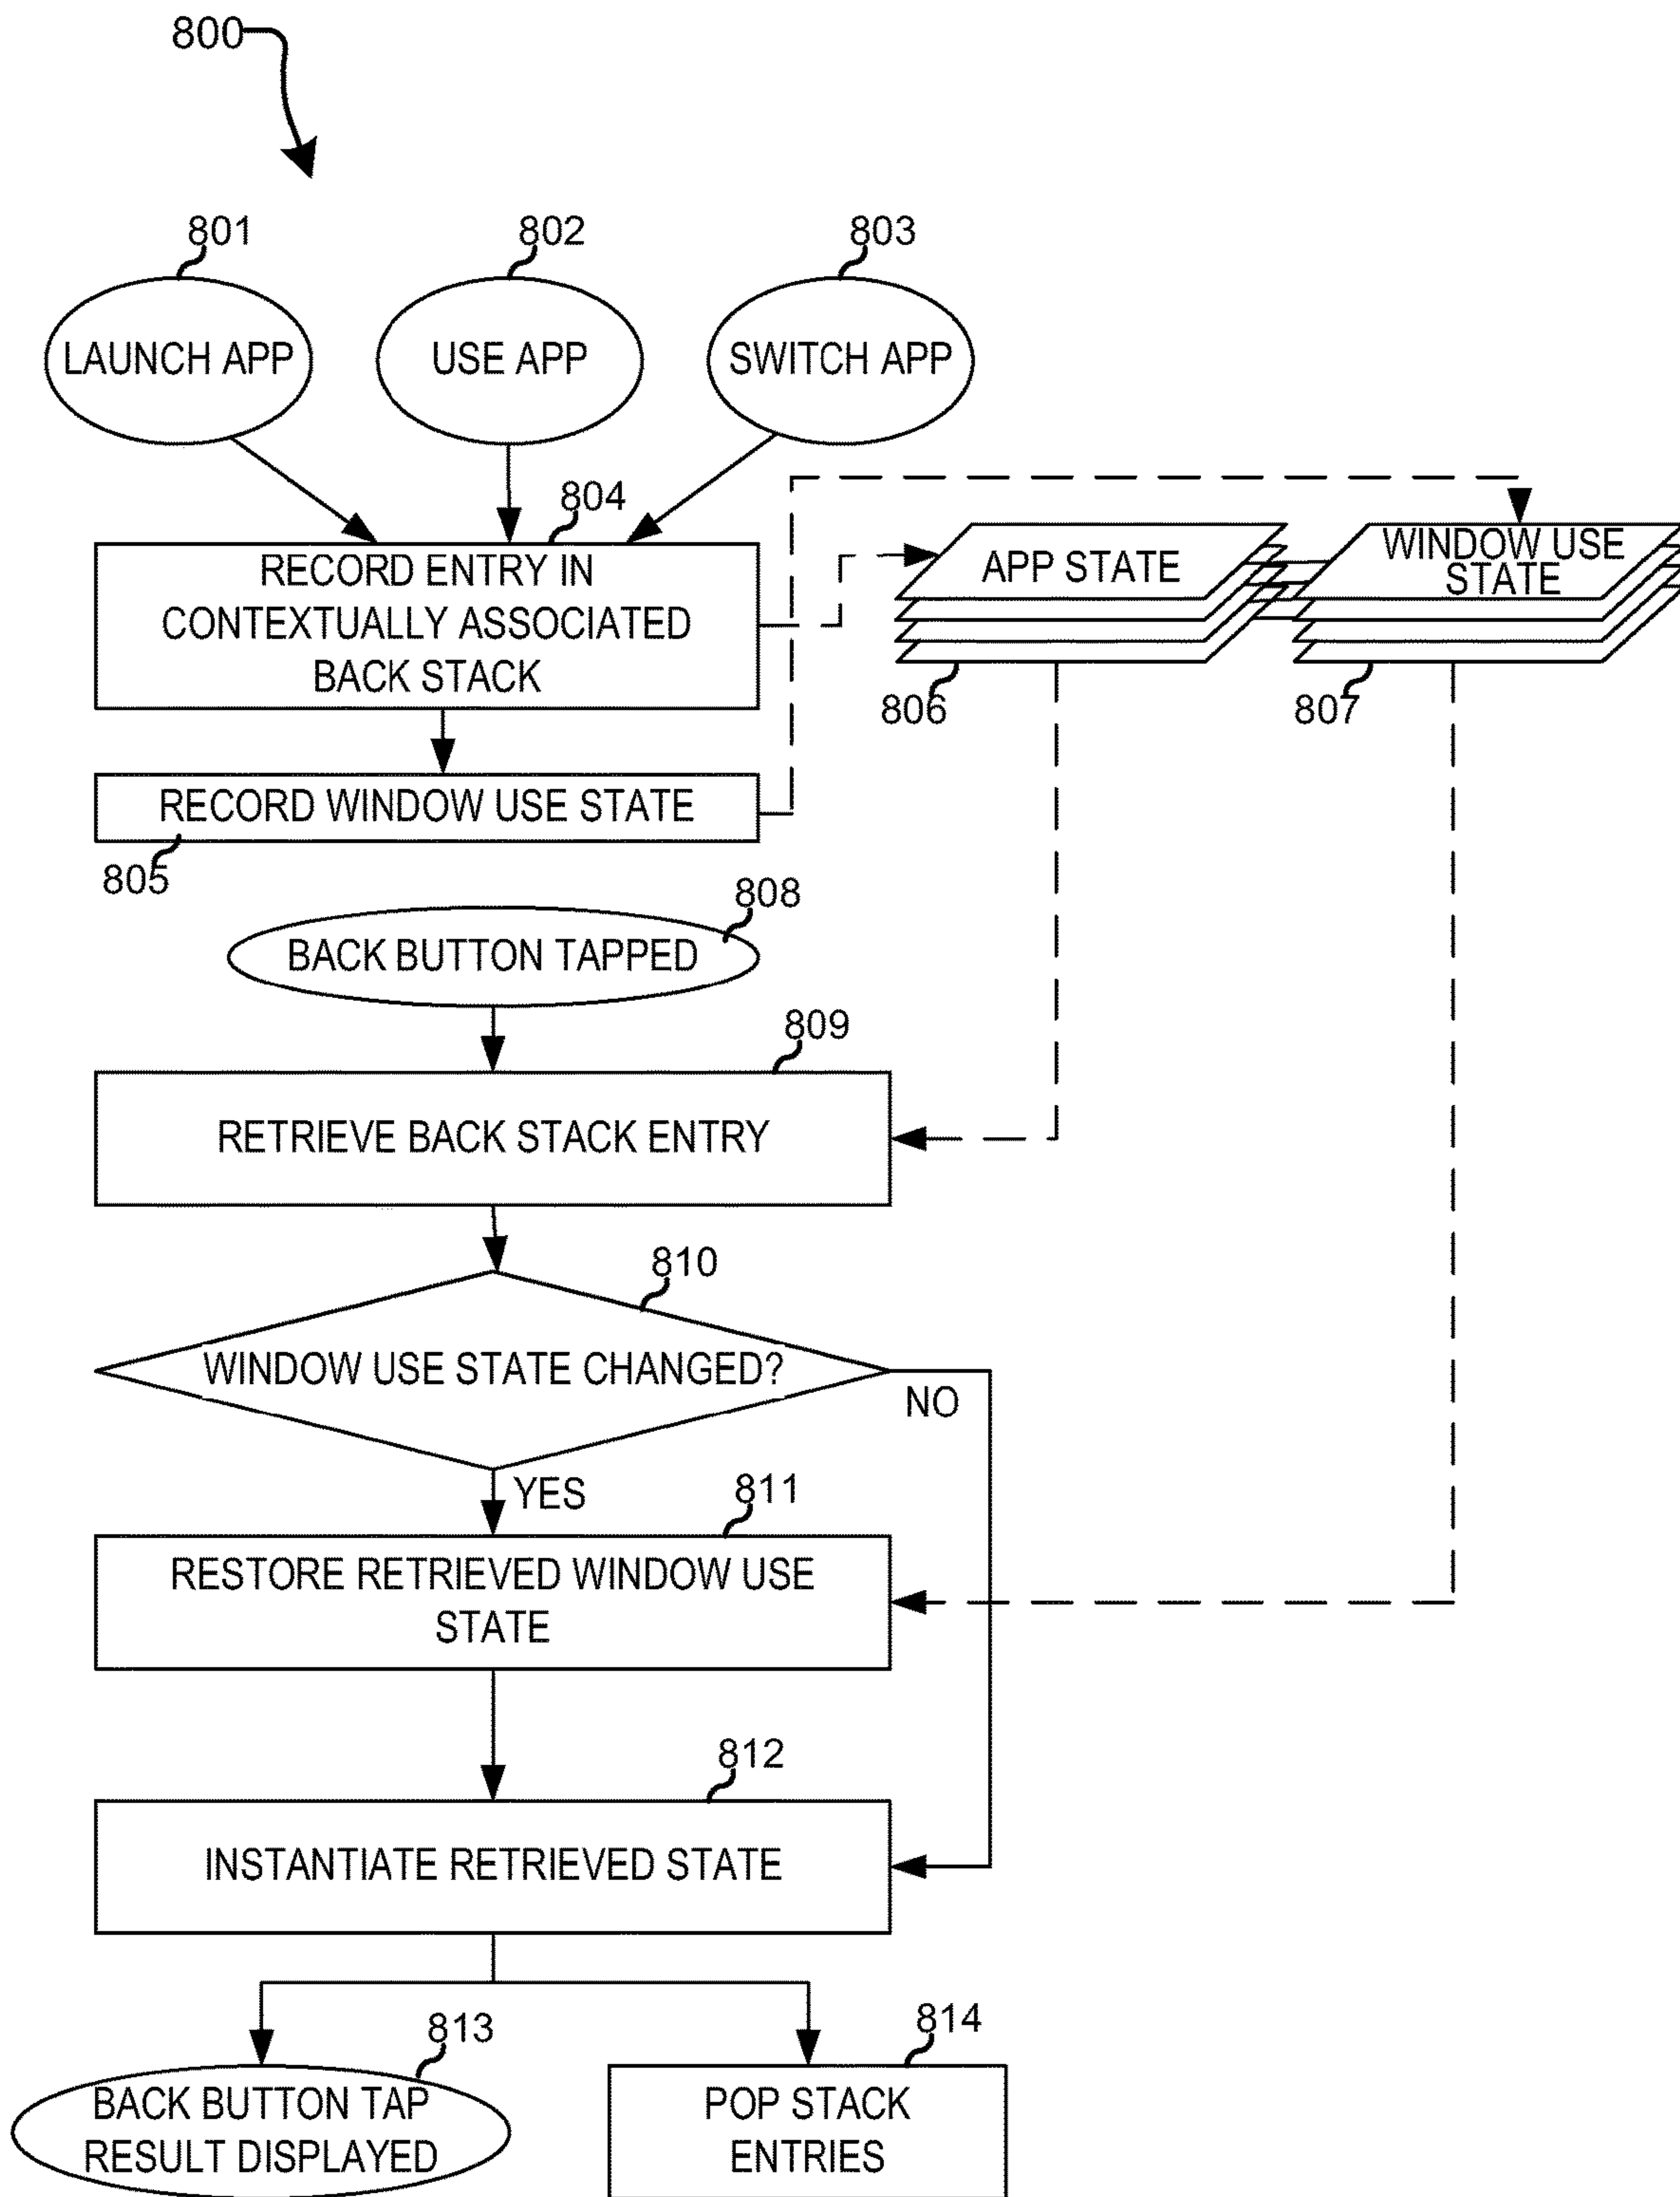 800
801
802
803
LAUNCH APP
USE APP
SWITCH APP
804
RECORD ENTRY IN
CONTEXTUALLY ASSOCIATED
BACK STACK
APP STATE
WINDOW USE
STATE
806
807
RECORD WINDOW USE STATE
805
808
BACK BUTTON TAPPED
809
RETRIEVE BACK STACK ENTRY
810
WINDOW USE STATE CHANGED?
NO
YES
811
RESTORE RETRIEVED WINDOW USE
STATE
812
INSTANTIATE RETRIEVED STATE
813
814
BACK BUTTON TAP
RESULT DISPLAYED
POP STACK
ENTRIES